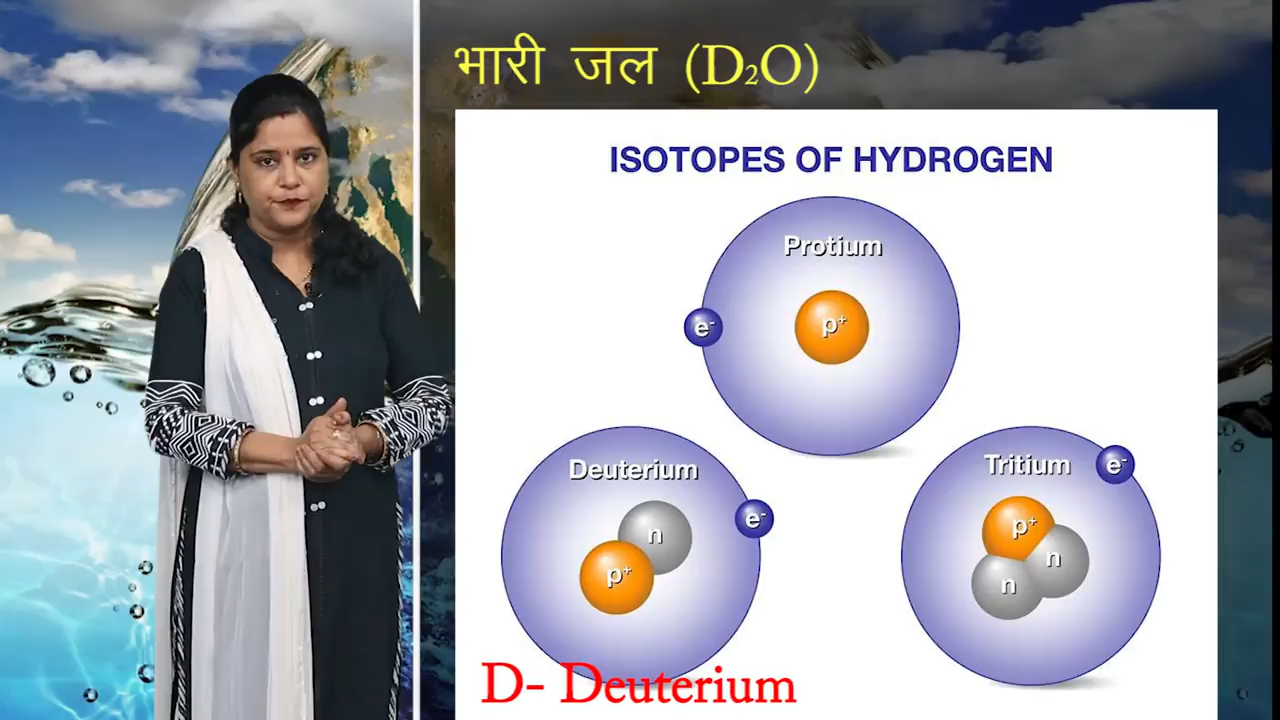 भारी जल (D₂O)
ISOTOPES OF HYDROGEN
Protium
e⁻
p⁺
Deuterium
e⁻
n
p⁺
Tritium
e⁻
p⁺
n
n
D- Deuterium